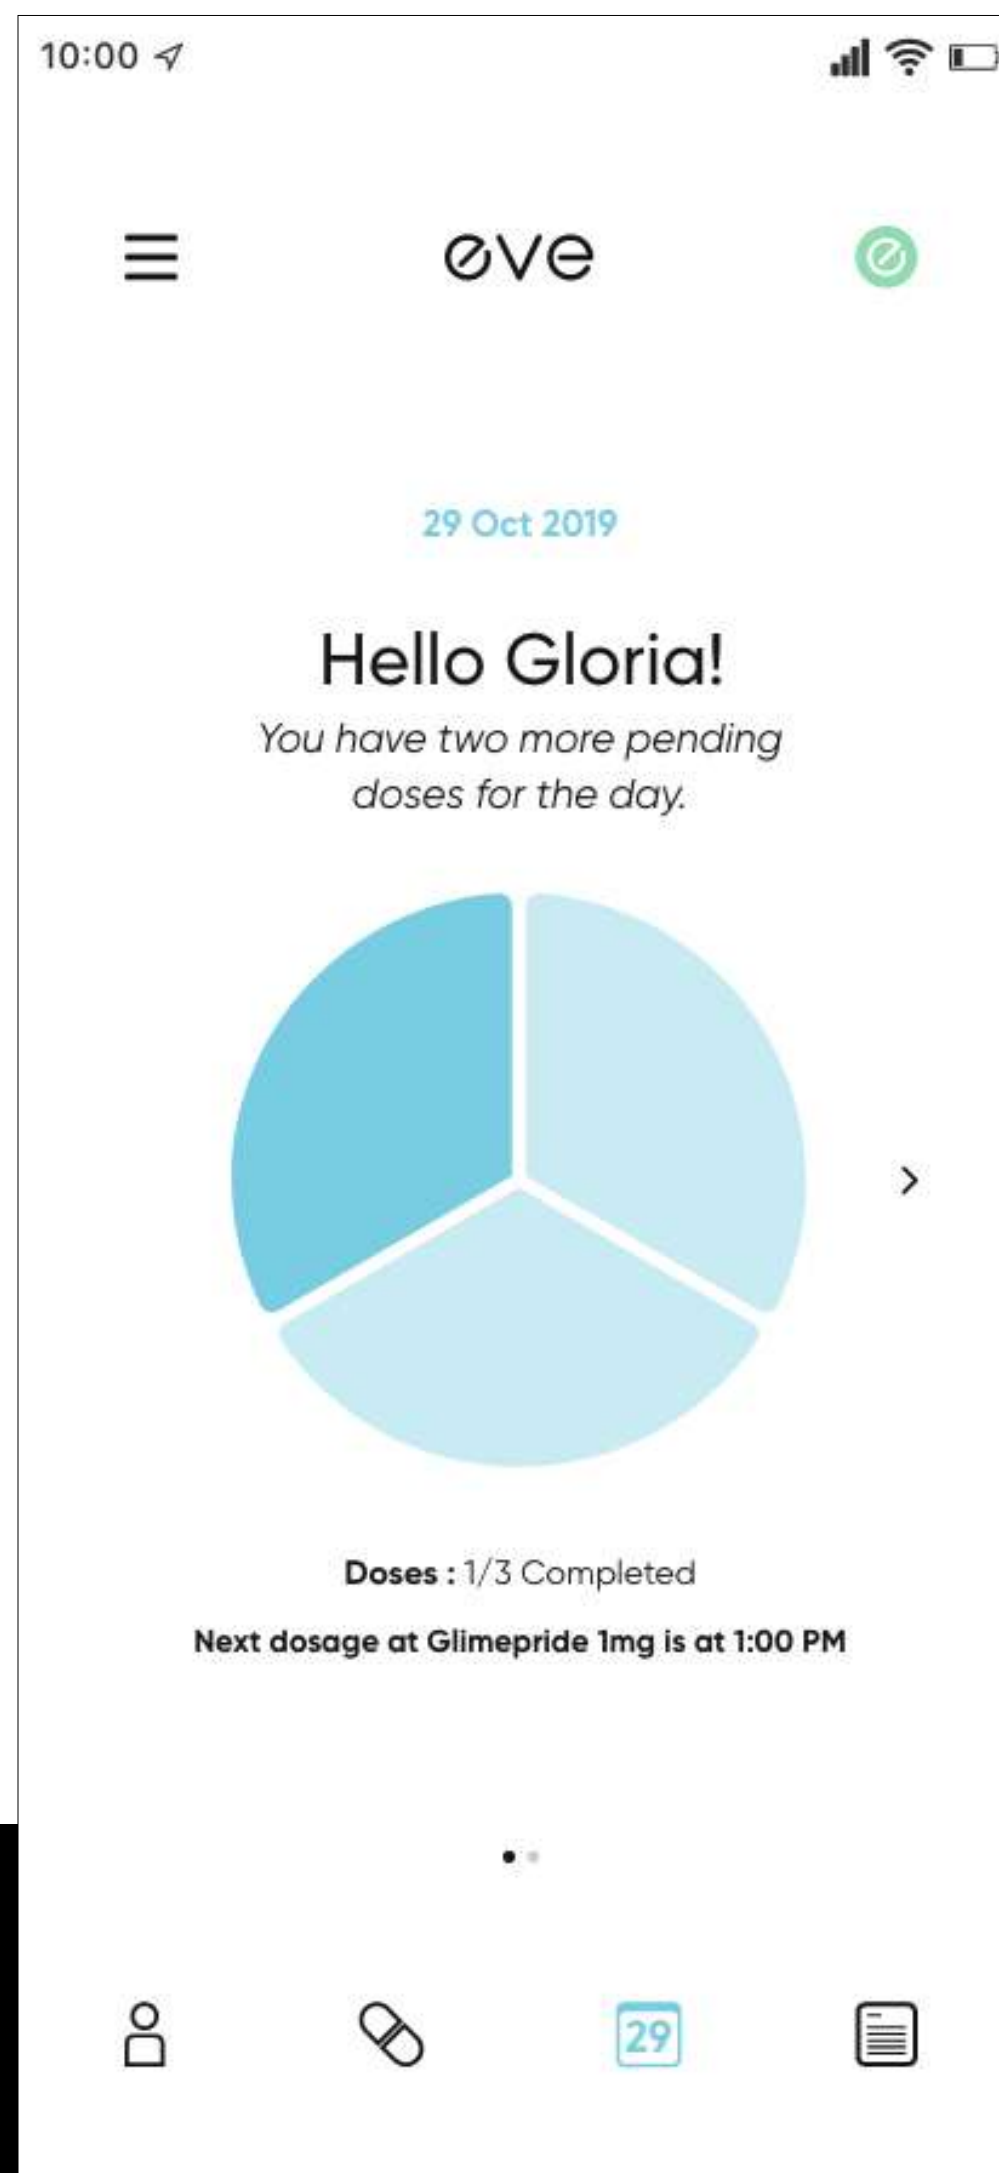 10:00
eve
29 Oct 2019
Hello Gloria!
You have two more pending
doses for the day.
Doses : 1/3 Completed
Next dosage at Glimepride 1mg is at 1:00 PM
29